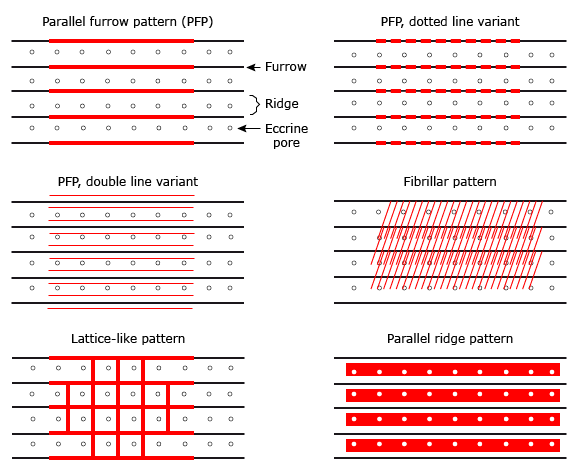 Parallel furrow pattern (PFP)
PFP, dotted line variant
Furrow
Ridge
Eccrine
pore
PFP, double line variant
Fibrillar pattern
Lattice-like pattern
Parallel ridge pattern